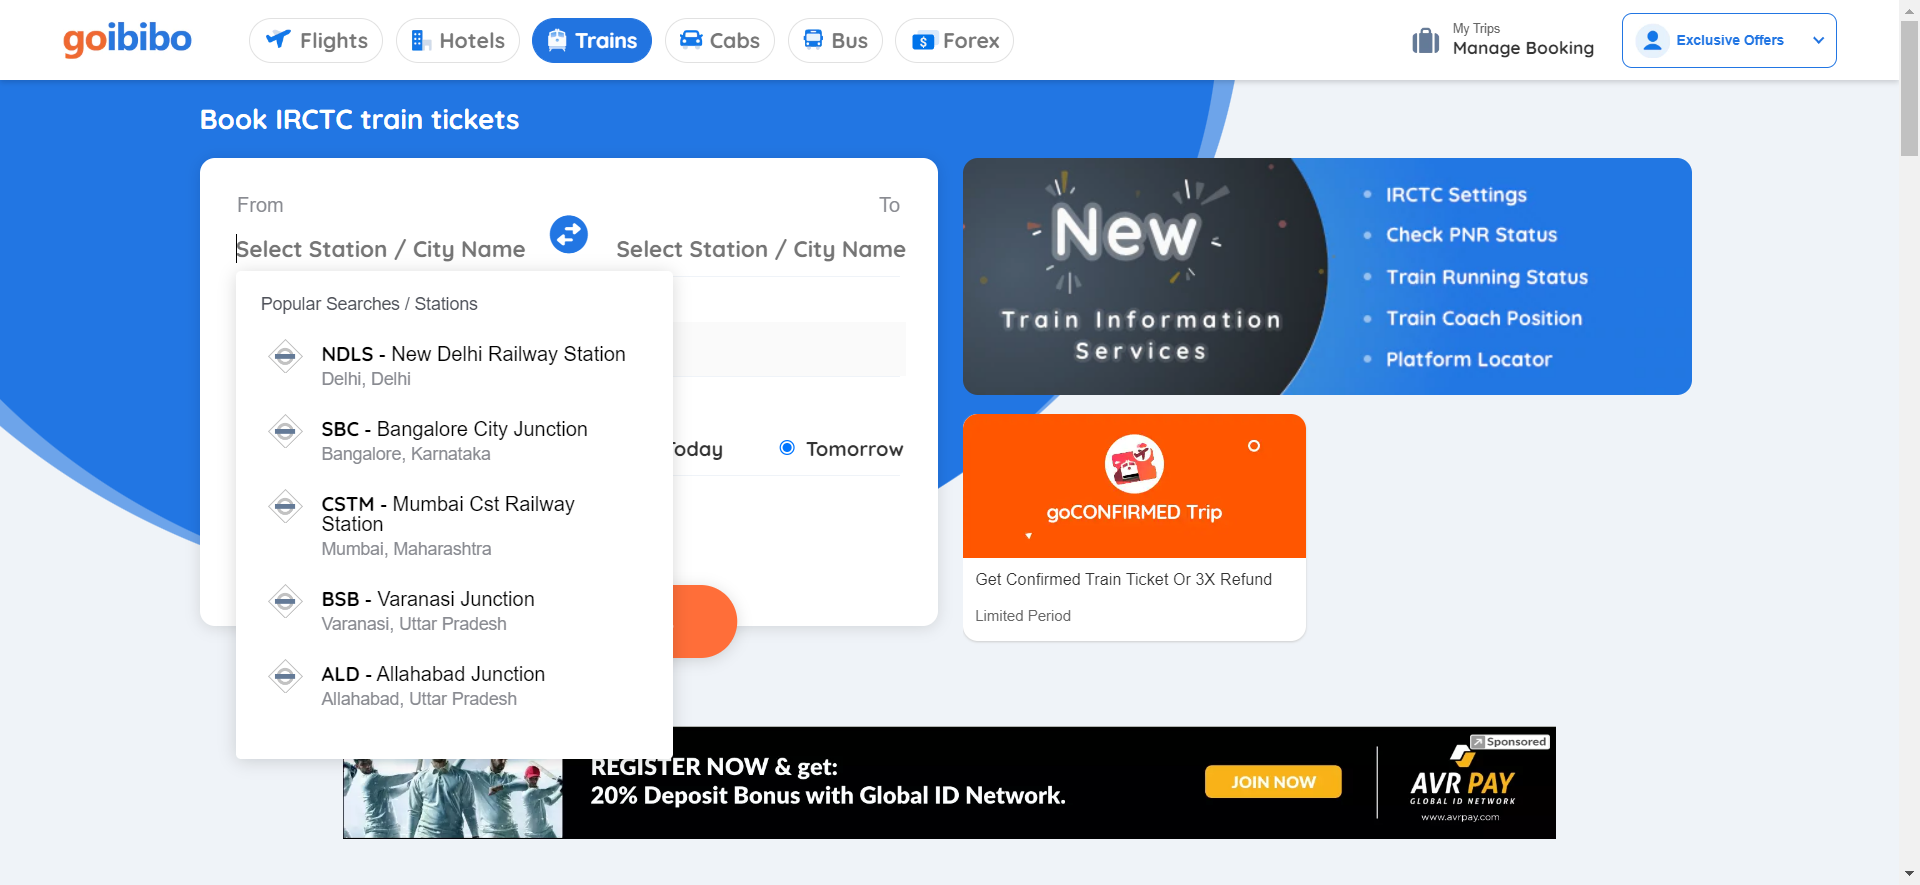 goibibo
Flights
Hotels
Trains
Cabs
Bus
Forex
My Trips
Manage Booking
Exclusive Offers
Book IRCTC train tickets
From
To
Select Station / City Name
Select Station / City Name
Popular Searches / Stations
NDLS - New Delhi Railway Station
Delhi, Delhi
SBC - Bangalore City Junction
Bangalore, Karnataka
CSTM - Mumbai Cst Railway
Station
Mumbai, Maharashtra
BSB - Varanasi Junction
Varanasi, Uttar Pradesh
ALD - Allahabad Junction
Allahabad, Uttar Pradesh
Today
Tomorrow
New
Train Information
Services
IRCTC Settings
Check PNR Status
Train Running Status
Train Coach Position
Platform Locator
goCONFIRMED Trip
Get Confirmed Train Ticket Or 3X Refund
Limited Period
REGISTER NOW & get:
20% Deposit Bonus with Global ID Network.
JOIN NOW
Sponsored
AVR PAY
GLOBAL ID NETWORK
www.avrpay.com